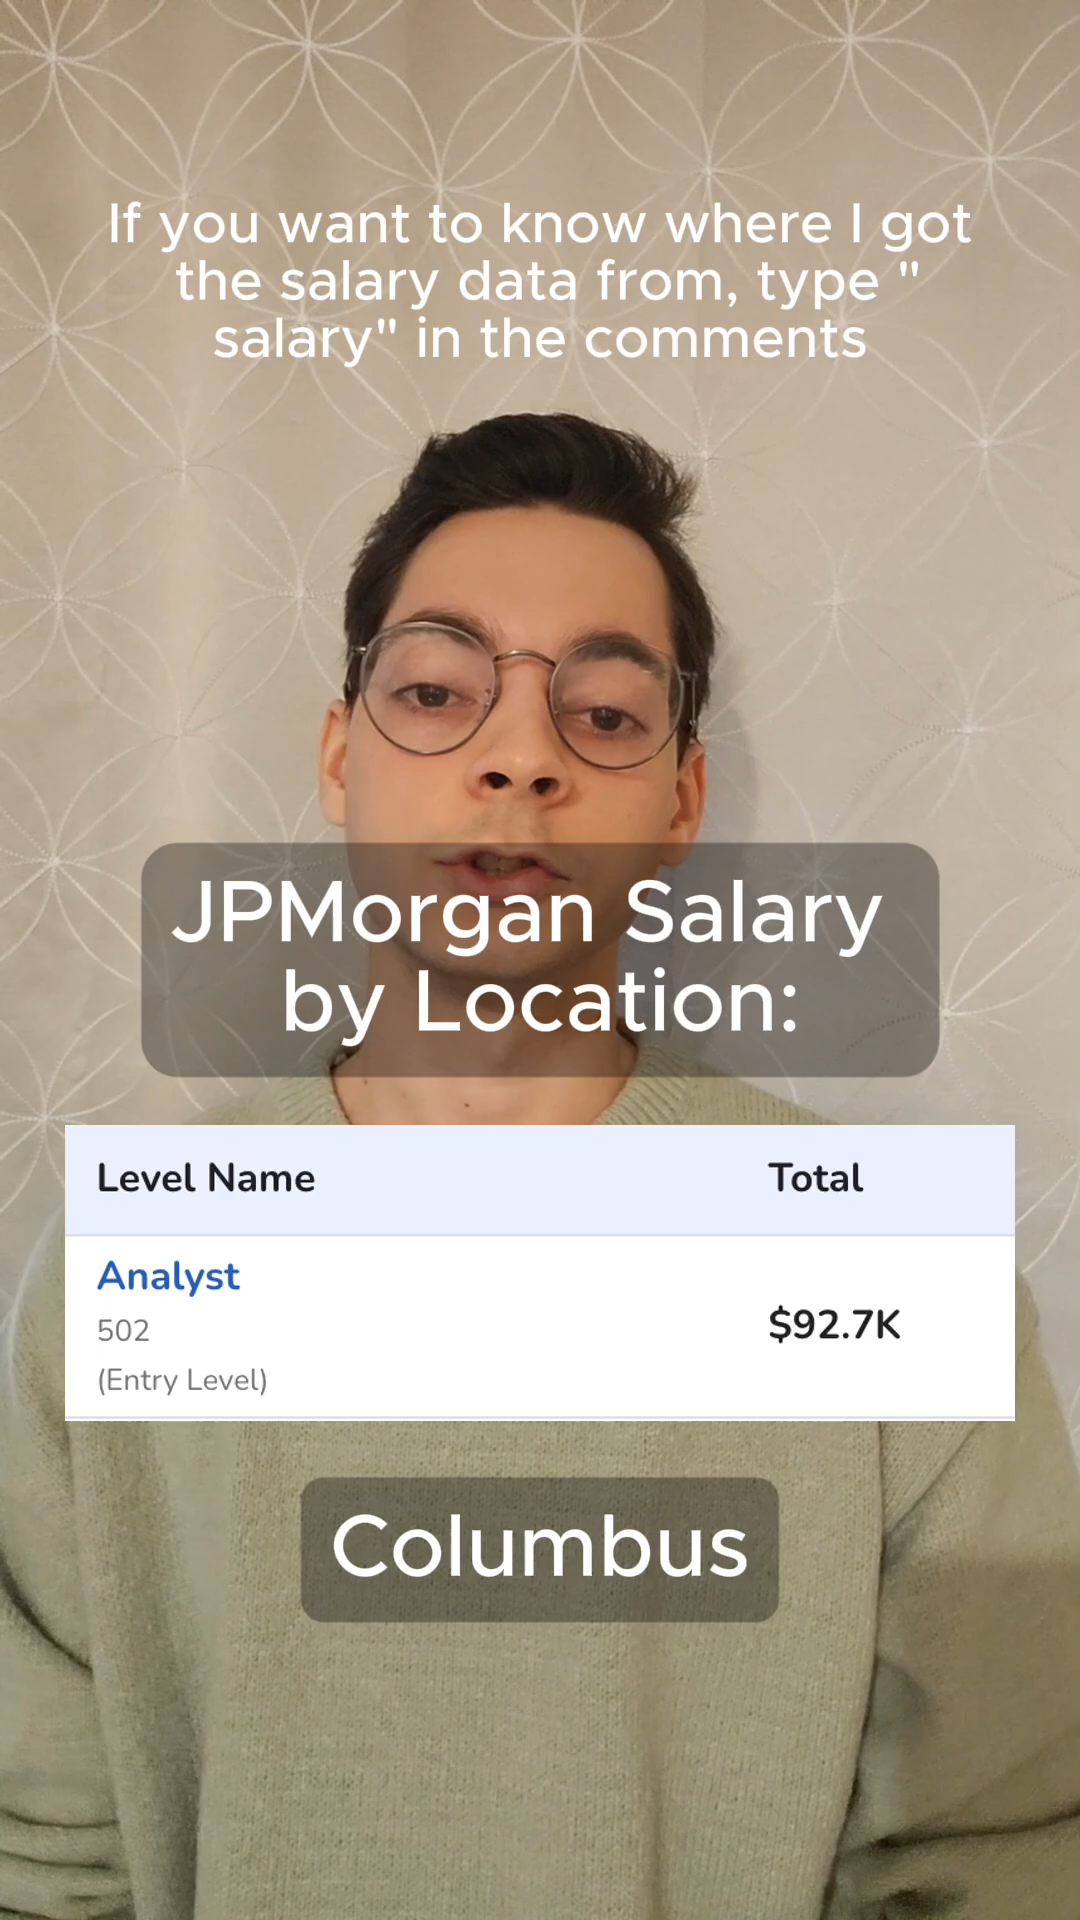 If you want to know where I got
the salary data from, type "
salary" in the comments
JPMorgan Salary
by Location:
Level Name Total
Analyst
502
$92.7K
(Entry Level)
Columbus